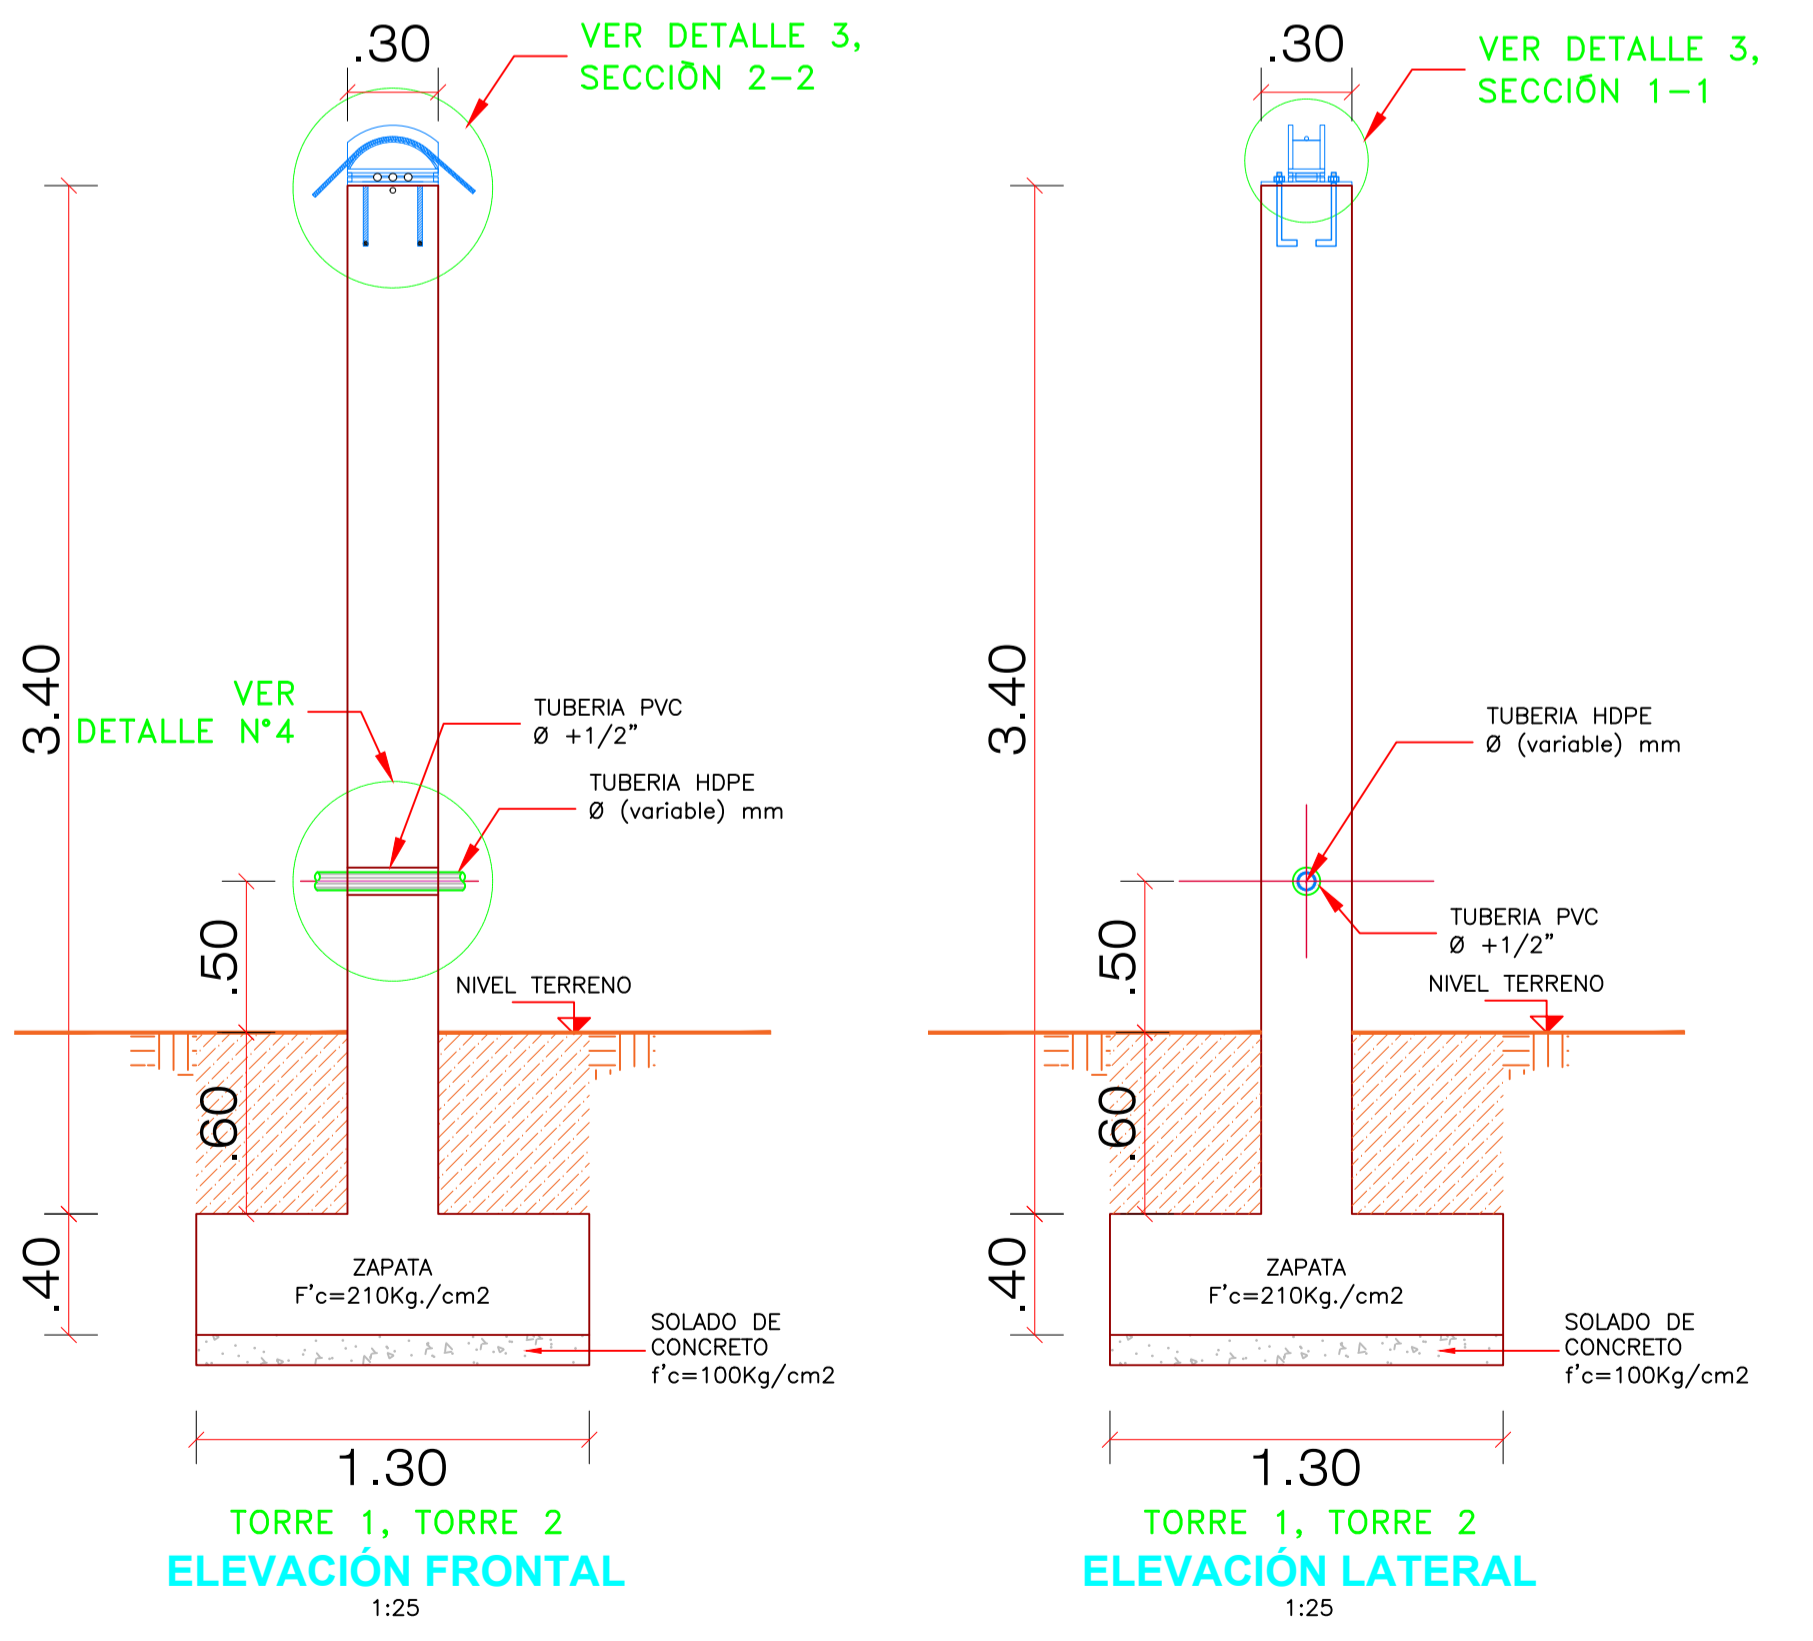 .30
VER DETALLE 3,
SECCIÕN 2-2
3.40
VER
DETALLE N°4
TUBERIA PVC
Ø +1/2"
TUBERIA HDPE
Ø (variable) mm
.50
NIVEL TERRENO
.60
.40
ZAPATA
F'c=210Kg./cm2
SOLADO DE
CONCRETO
f'c=100Kg/cm2
1.30
TORRE 1, TORRE 2
ELEVACIÓN FRONTAL
1:25
.30
VER DETALLE 3,
SECCIÓN 1-1
3.40
TUBERIA HDPE
Ø (variable) mm
TUBERIA PVC
Ø +1/2"
.50
NIVEL TERRENO
.60
.40
ZAPATA
F'c=210Kg./cm2
SOLADO DE
CONCRETO
f'c=100Kg/cm2
1.30
TORRE 1, TORRE 2
ELEVACIÓN LATERAL
1:25